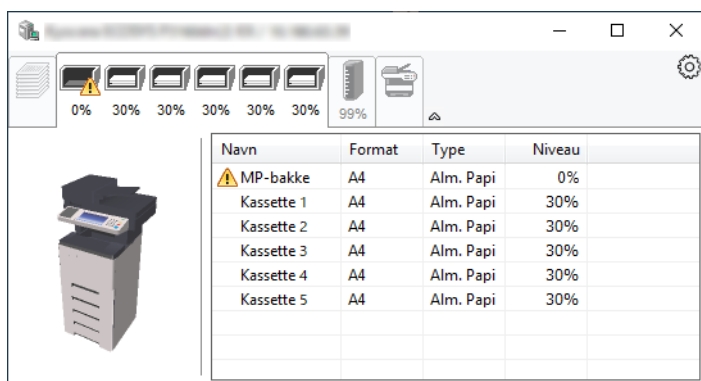 0% 30% 30% 30% 30% 30% 99%
Navn Format Type Niveau
MP-bakke A4 Alm. Papi 0%
Kassette 1 A4 Alm. Papi 30%
Kassette 2 A4 Alm. Papi 30%
Kassette 3 A4 Alm. Papi 30%
Kassette 4 A4 Alm. Papi 30%
Kassette 5 A4 Alm. Papi 30%